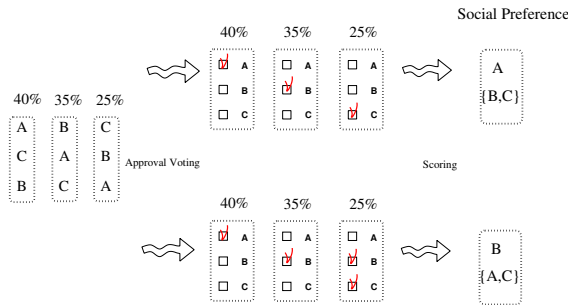 Social Preference
40% 35% 25%
A A A
B B B
C C C
A
{B,C}
40% 35% 25%
A B C
C A B
B C A
Approval Voting
Scoring
40% 35% 25%
A A A
B B B
C C C
B
{A,C}